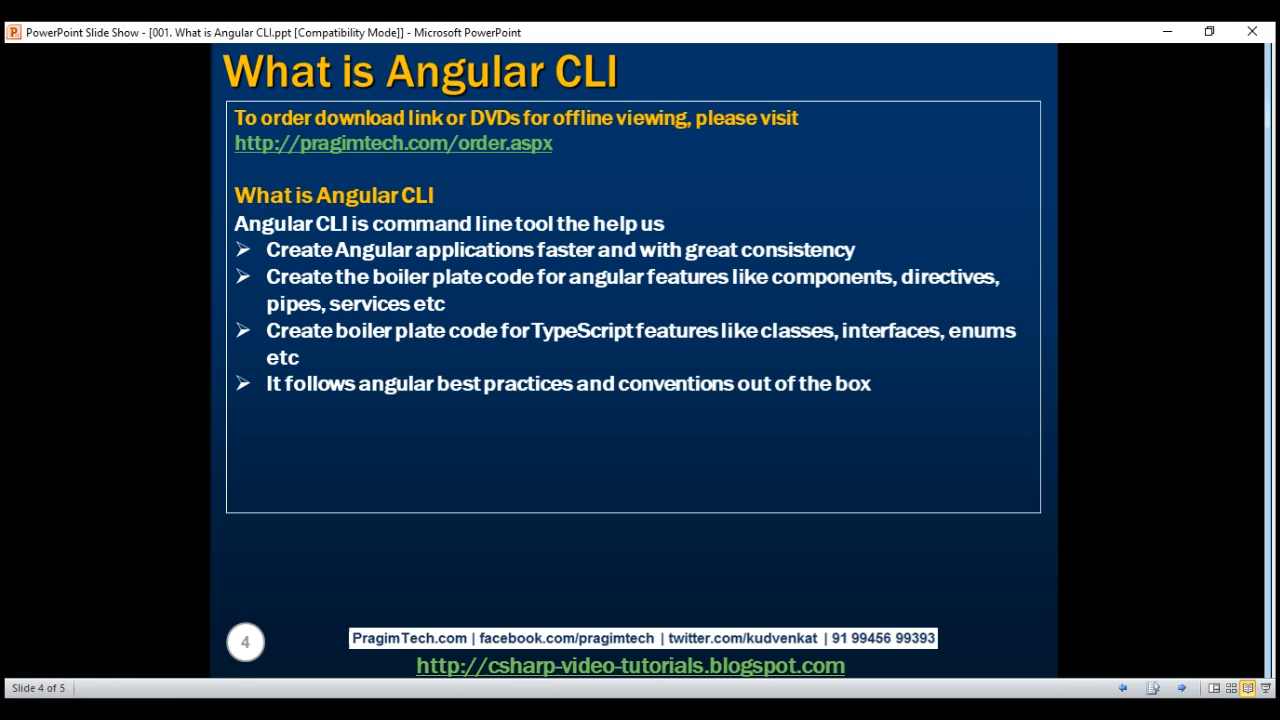 PowerPoint Slide Show - [001. What is Angular CLI.ppt [Compatibility Mode]] - Microsoft PowerPoint
What is Angular CLI
To order download link or DVDs for offline viewing, please visit
http://pragimtech.com/order.aspx
What is Angular CLI
Angular CLI is command line tool the help us
Create Angular applications faster and with great consistency
Create the boiler plate code for angular features like components, directives,
pipes, services etc
Create boiler plate code for TypeScript features like classes, interfaces, enums
etc
It follows angular best practices and conventions out of the box
4
PragimTech.com | facebook.com/pragimtech | twitter.com/kudvenkat | 91 99456 99393
http://csharp-video-tutorials.blogspot.com
Slide 4 of 5